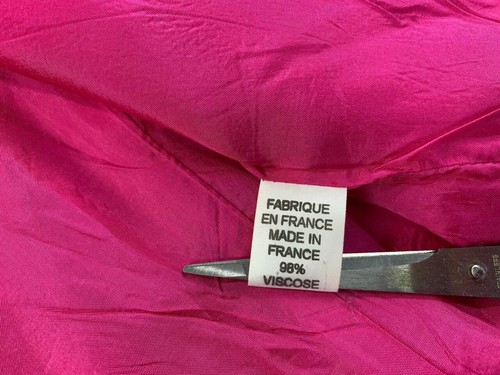 FABRIQUE
EN FRANCE
MADE IN
FRANCE
98%
VISCOSE